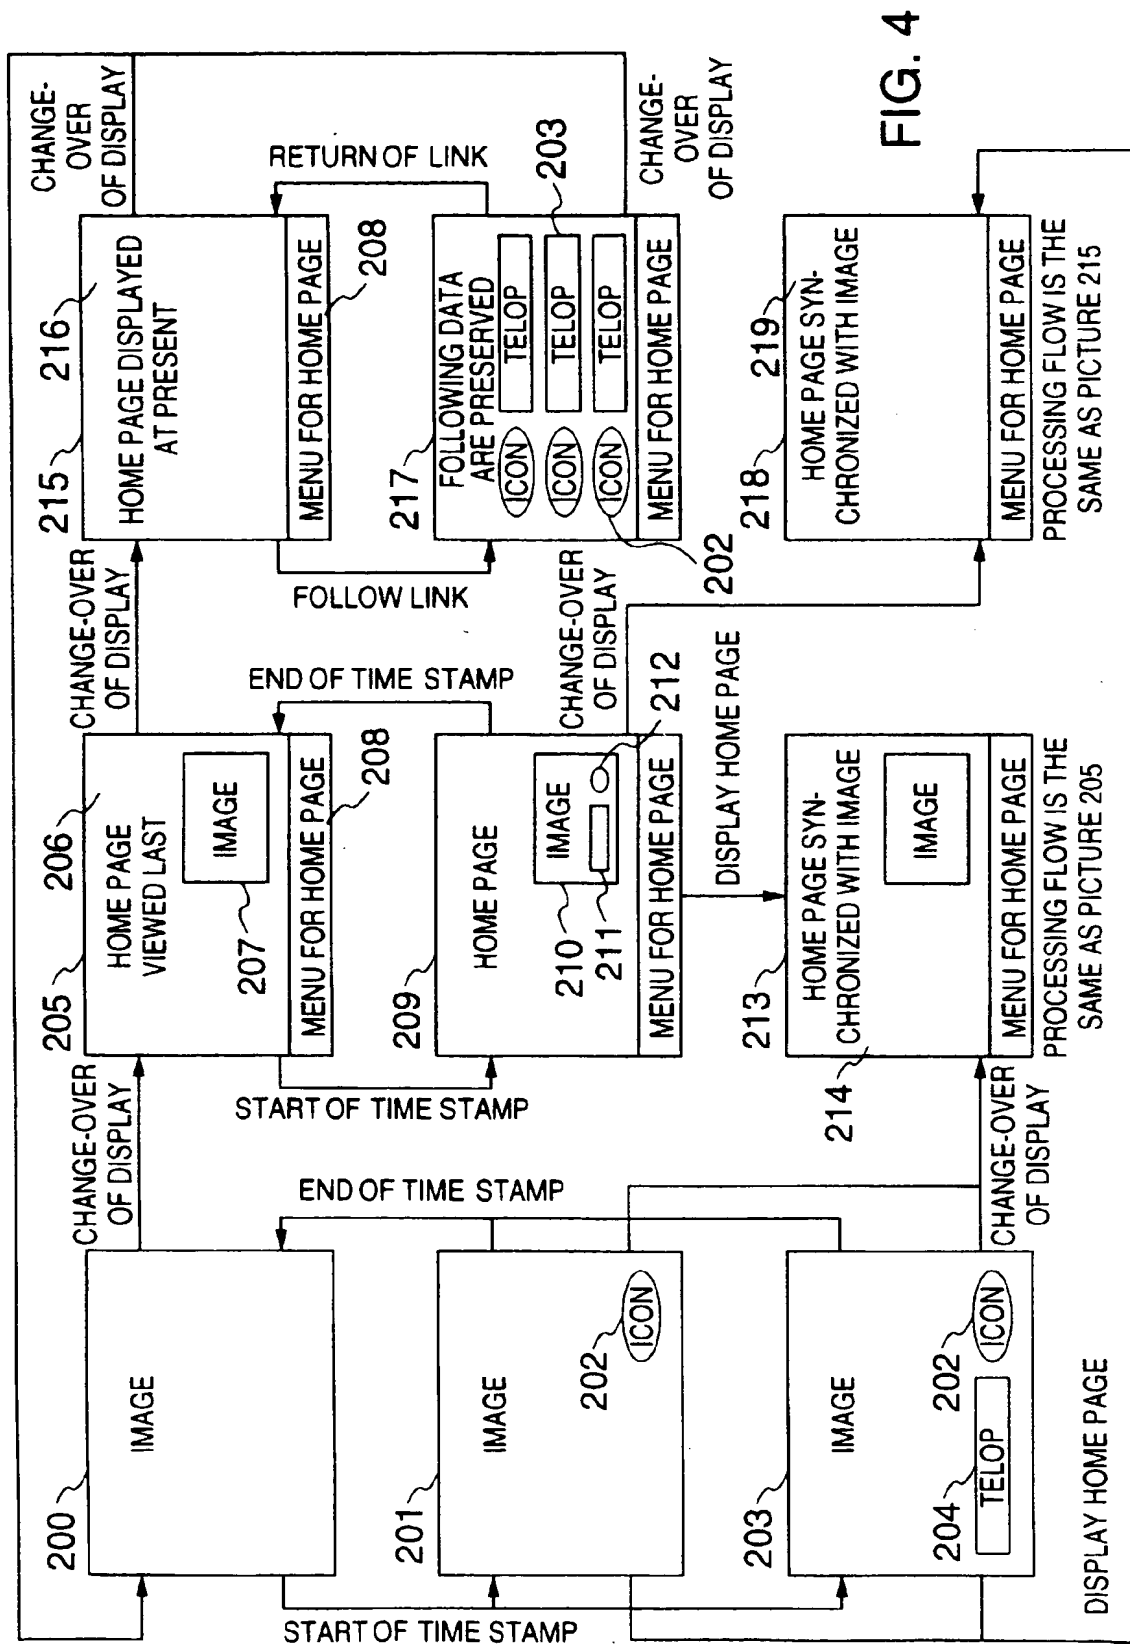 FIG. 4
200
IMAGE
START OF TIME STAMP
END OF TIME STAMP
201
IMAGE
202
ICON
203
IMAGE
204
TELOP
202
ICON
DISPLAY HOME PAGE
CHANGE-OVER
OF DISPLAY
CHANGE-OVER
OF DISPLAY
205
206
HOME PAGE
VIEWED LAST
207
IMAGE
208
MENU FOR HOME PAGE
START OF TIME STAMP
END OF TIME STAMP
209
HOME PAGE
210
IMAGE
211
212
MENU FOR HOME PAGE
DISPLAY HOME PAGE
213
HOME PAGE SYN-
CHRONIZED WITH IMAGE
214
IMAGE
MENU FOR HOME PAGE
PROCESSING FLOW IS THE
SAME AS PICTURE 205
CHANGE-OVER
OF DISPLAY
CHANGE-OVER
OF DISPLAY
215
216
HOME PAGE DISPLAYED
AT PRESENT
208
MENU FOR HOME PAGE
FOLLOW LINK
RETURN OF LINK
217
FOLLOWING DATA
ARE PRESERVED
ICON TELOP
ICON TELOP
ICON TELOP
203
202
MENU FOR HOME PAGE
218
219
HOME PAGE SYN-
CHRONIZED WITH IMAGE
MENU FOR HOME PAGE
PROCESSING FLOW IS THE
SAME AS PICTURE 215
CHANGE-
OVER
OF DISPLAY
CHANGE-
OVER
OF DISPLAY